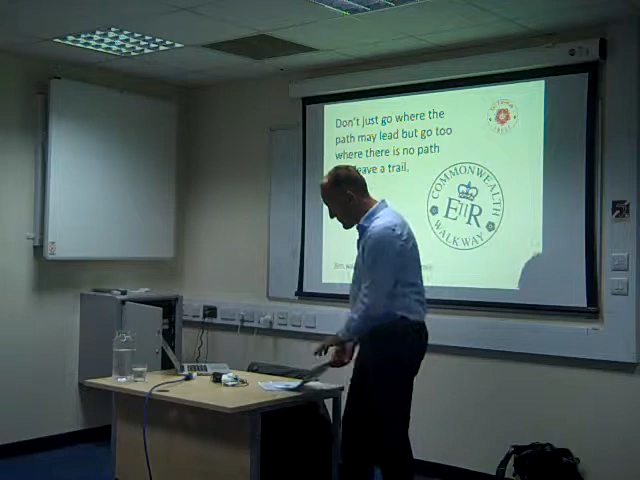 Don't just go where the
path may lead but go too
where there is no path
leave a trail.
COMMONWEALTH
EIIR
WALKWAY